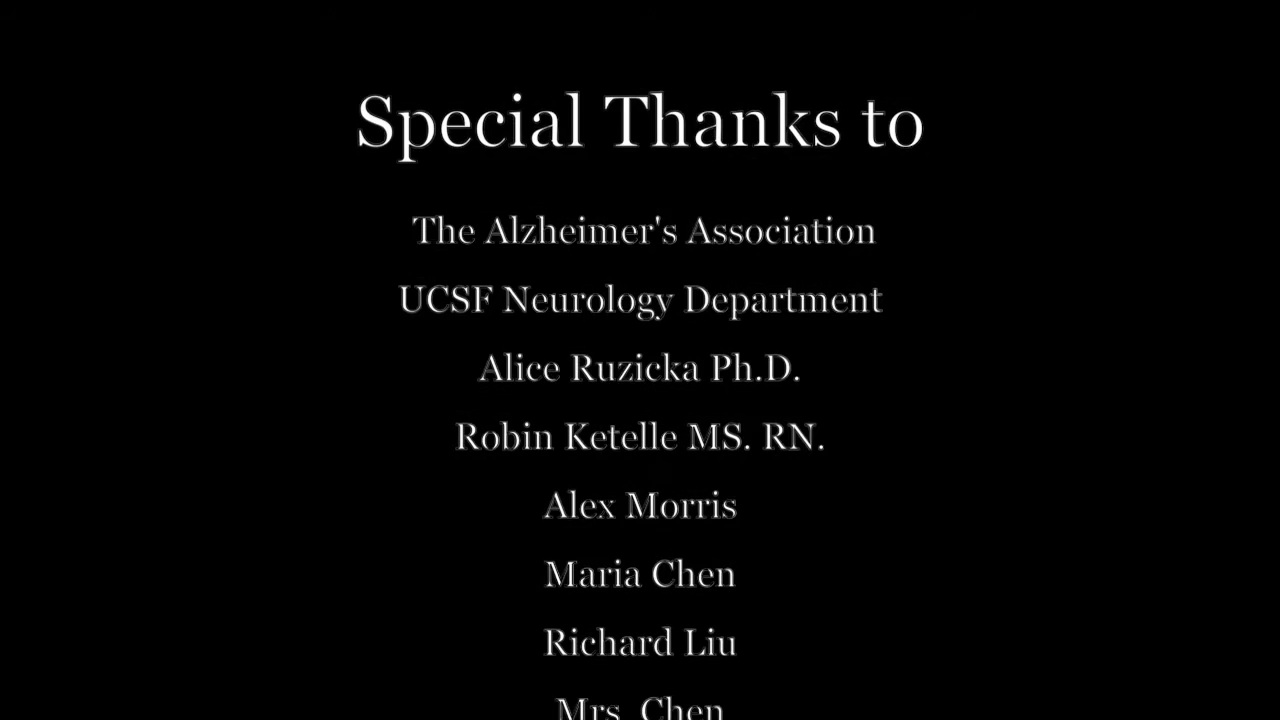 Special Thanks to
The Alzheimer's Association
UCSF Neurology Department
Alice Ruzicka Ph.D.
Robin Ketelle MS. RN.
Alex Morris
Maria Chen
Richard Liu
Mrs. Chen